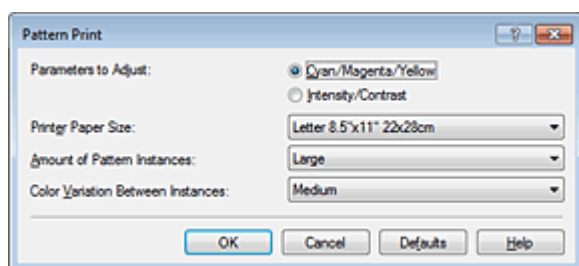 Pattern Print
Parameters to Adjust:
Cyan/Magenta/Yellow
Intensity/Contrast
Printer Paper Size:
Letter 8.5"x11" 22x28cm
Amount of Pattern Instances:
Large
Color Variation Between Instances:
Medium
OK Cancel Defaults Help